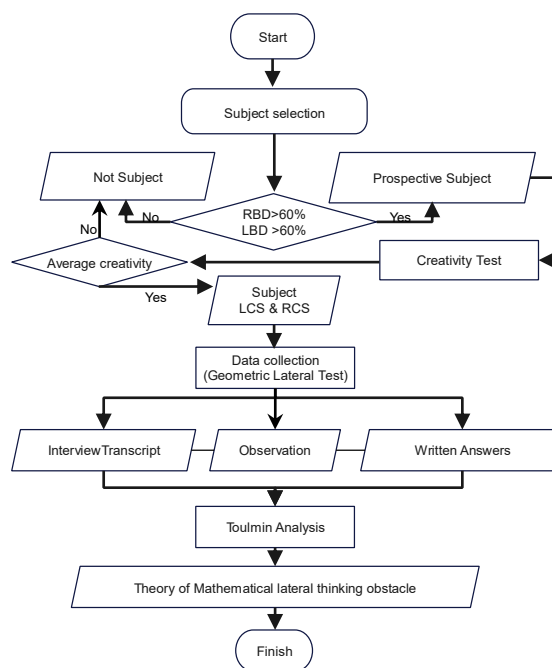 Start
Subject selection
Not Subject
Prospective Subject
RBD>60%
LBD >60%
No
Yes
No
Average creativity
Creativity Test
Yes
Subject
LCS & RCS
Data collection
(Geometric Lateral Test)
InterviewTranscript
Observation
Written Answers
Toulmin Analysis
Theory of Mathematical lateral thinking obstacle
Finish